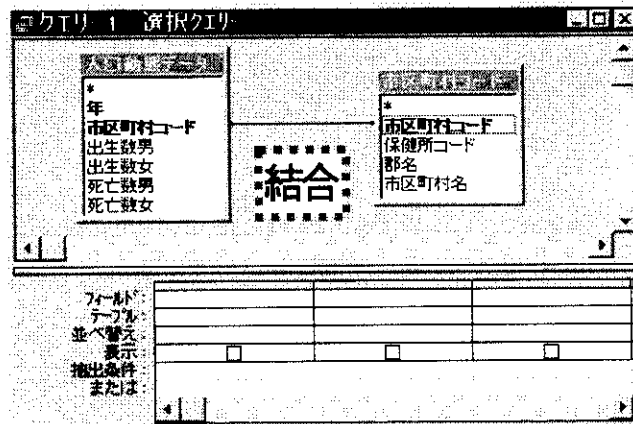 クエリー 1 選択クエリー
*
年
市区町村コード
出生数男
出生数女
死亡数男
死亡数女
結合
*
市区町村コード
保健所コード
郡名
市区町村名
フィールド:
テーブル:
並べ替え:
表示:
抽出条件:
または: